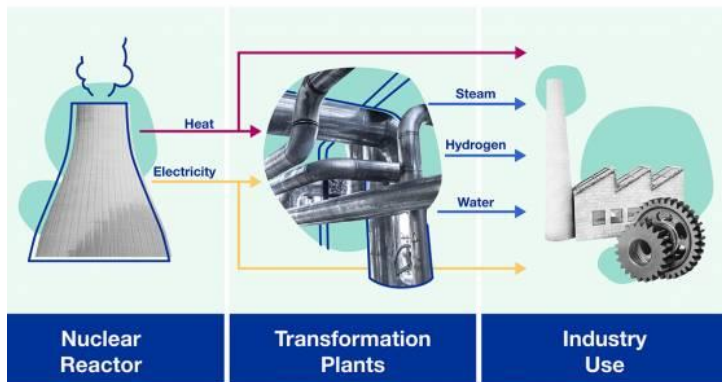 Heat
Electricity
Steam
Hydrogen
Water
Nuclear
Reactor
Transformation
Plants
Industry
Use